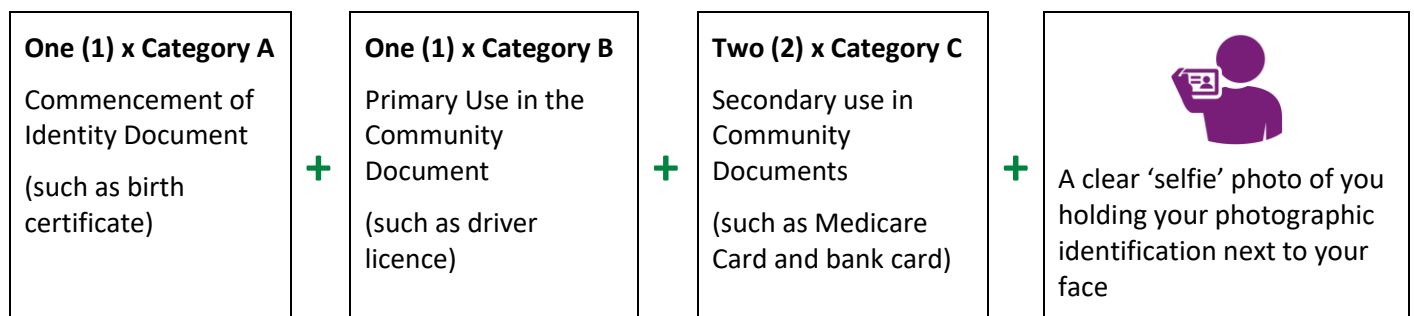 One (1) x Category A
Commencement of
Identity Document
(such as birth
certificate)
+
One (1) x Category B
Primary Use in the
Community
Document
(such as driver
licence)
+
Two (2) x Category C
Secondary use in
Community
Documents
(such as Medicare
Card and bank card)
+
A clear ‘selfie’ photo of you
holding your photographic
identification next to your
face